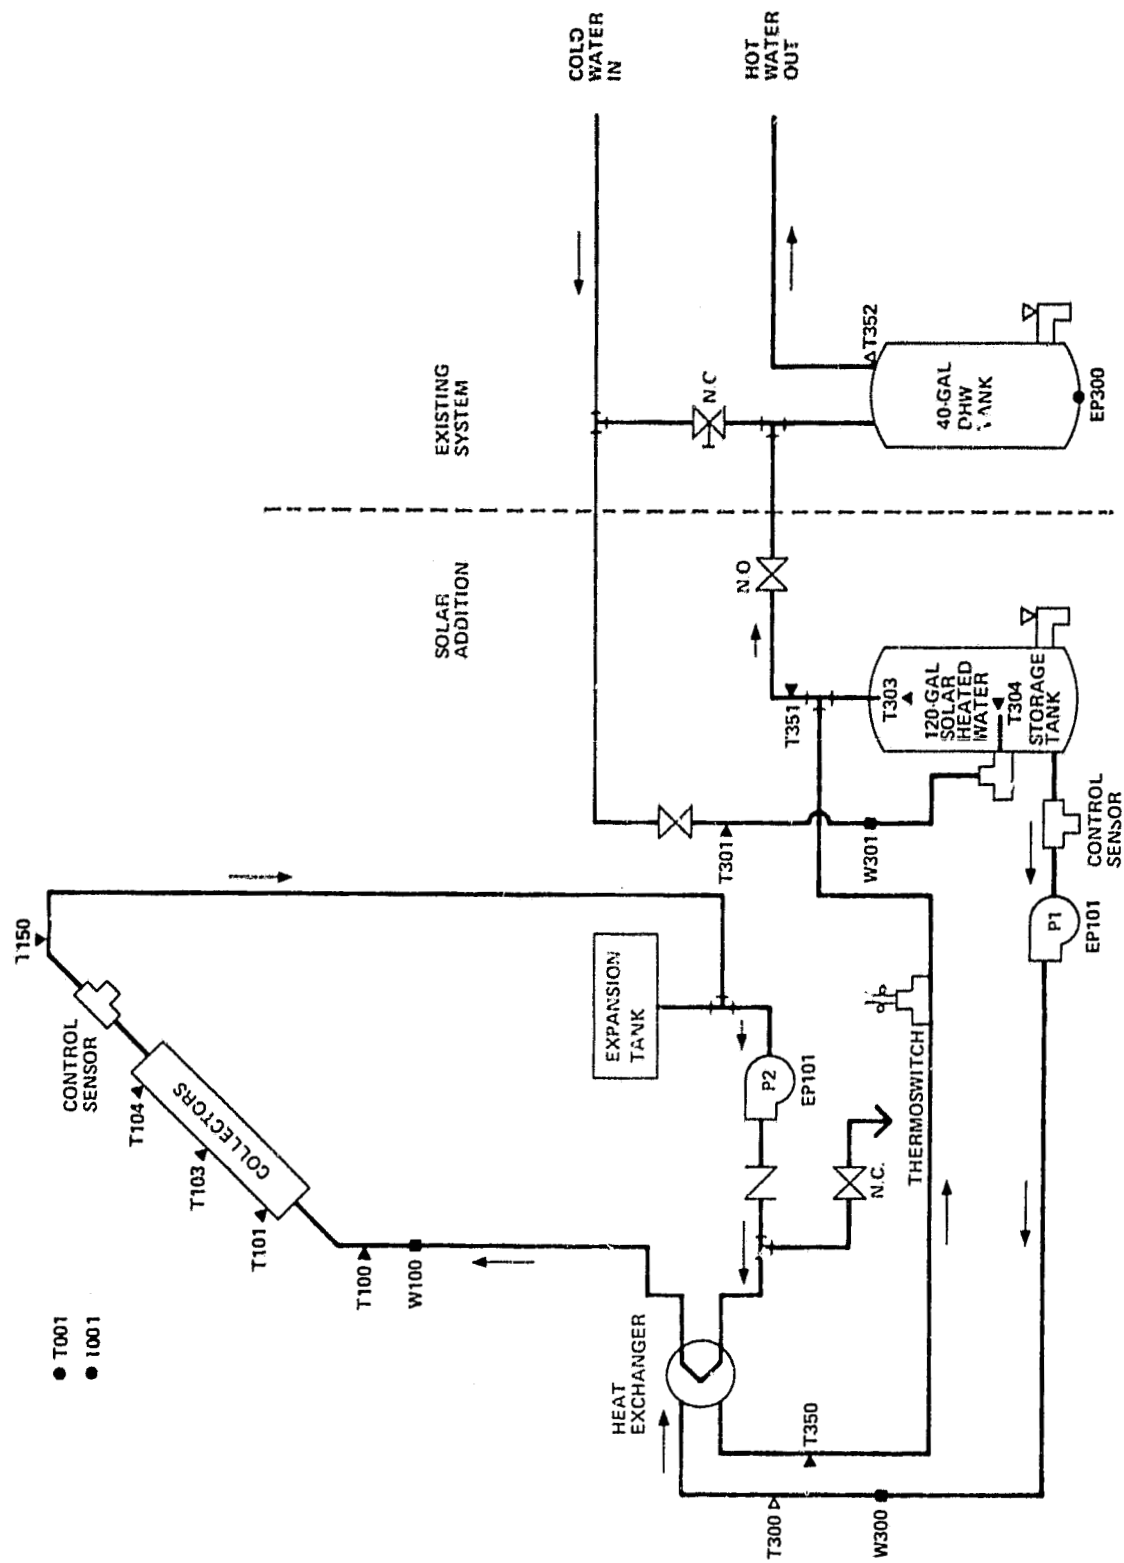 T001
I001
T150
CONTROL
SENSOR
T104
COLLECTORS
T103
T101
T100
W100
HEAT
EXCHANGER
EXPANSION
TANK
P2
EP101
N.C.
THERMOSWITCH
T350
T300
W300
SOLAR
ADDITION
EXISTING
SYSTEM
COLD
WATER
IN
HOT
WATER
OUT
N.C
N.O
T351
T301
W301
T303
120-GAL
SOLAR
HEATED
WATER
T304
STORAGE
TANK
CONTROL
SENSOR
P1
EP101
T352
40-GAL
DHW
TANK
EP300